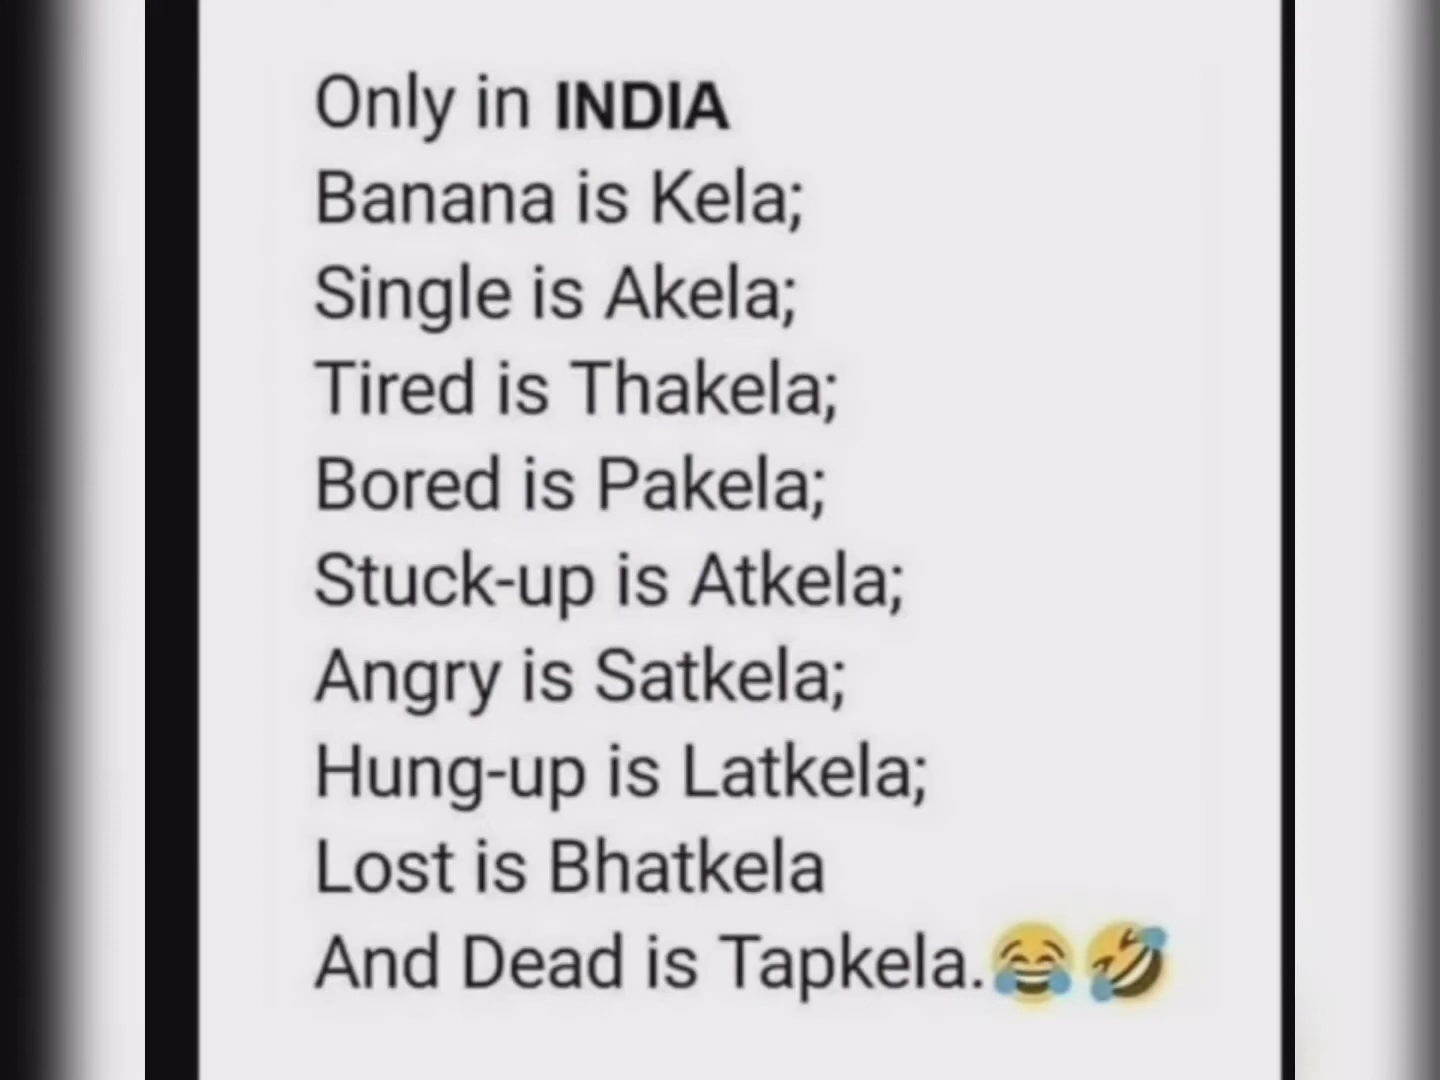 Only in INDIA
Banana is Kela;
Single is Akela;
Tired is Thakela;
Bored is Pakela;
Stuck-up is Atkela;
Angry is Satkela;
Hung-up is Latkela;
Lost is Bhatkela
And Dead is Tapkela.😂🤣